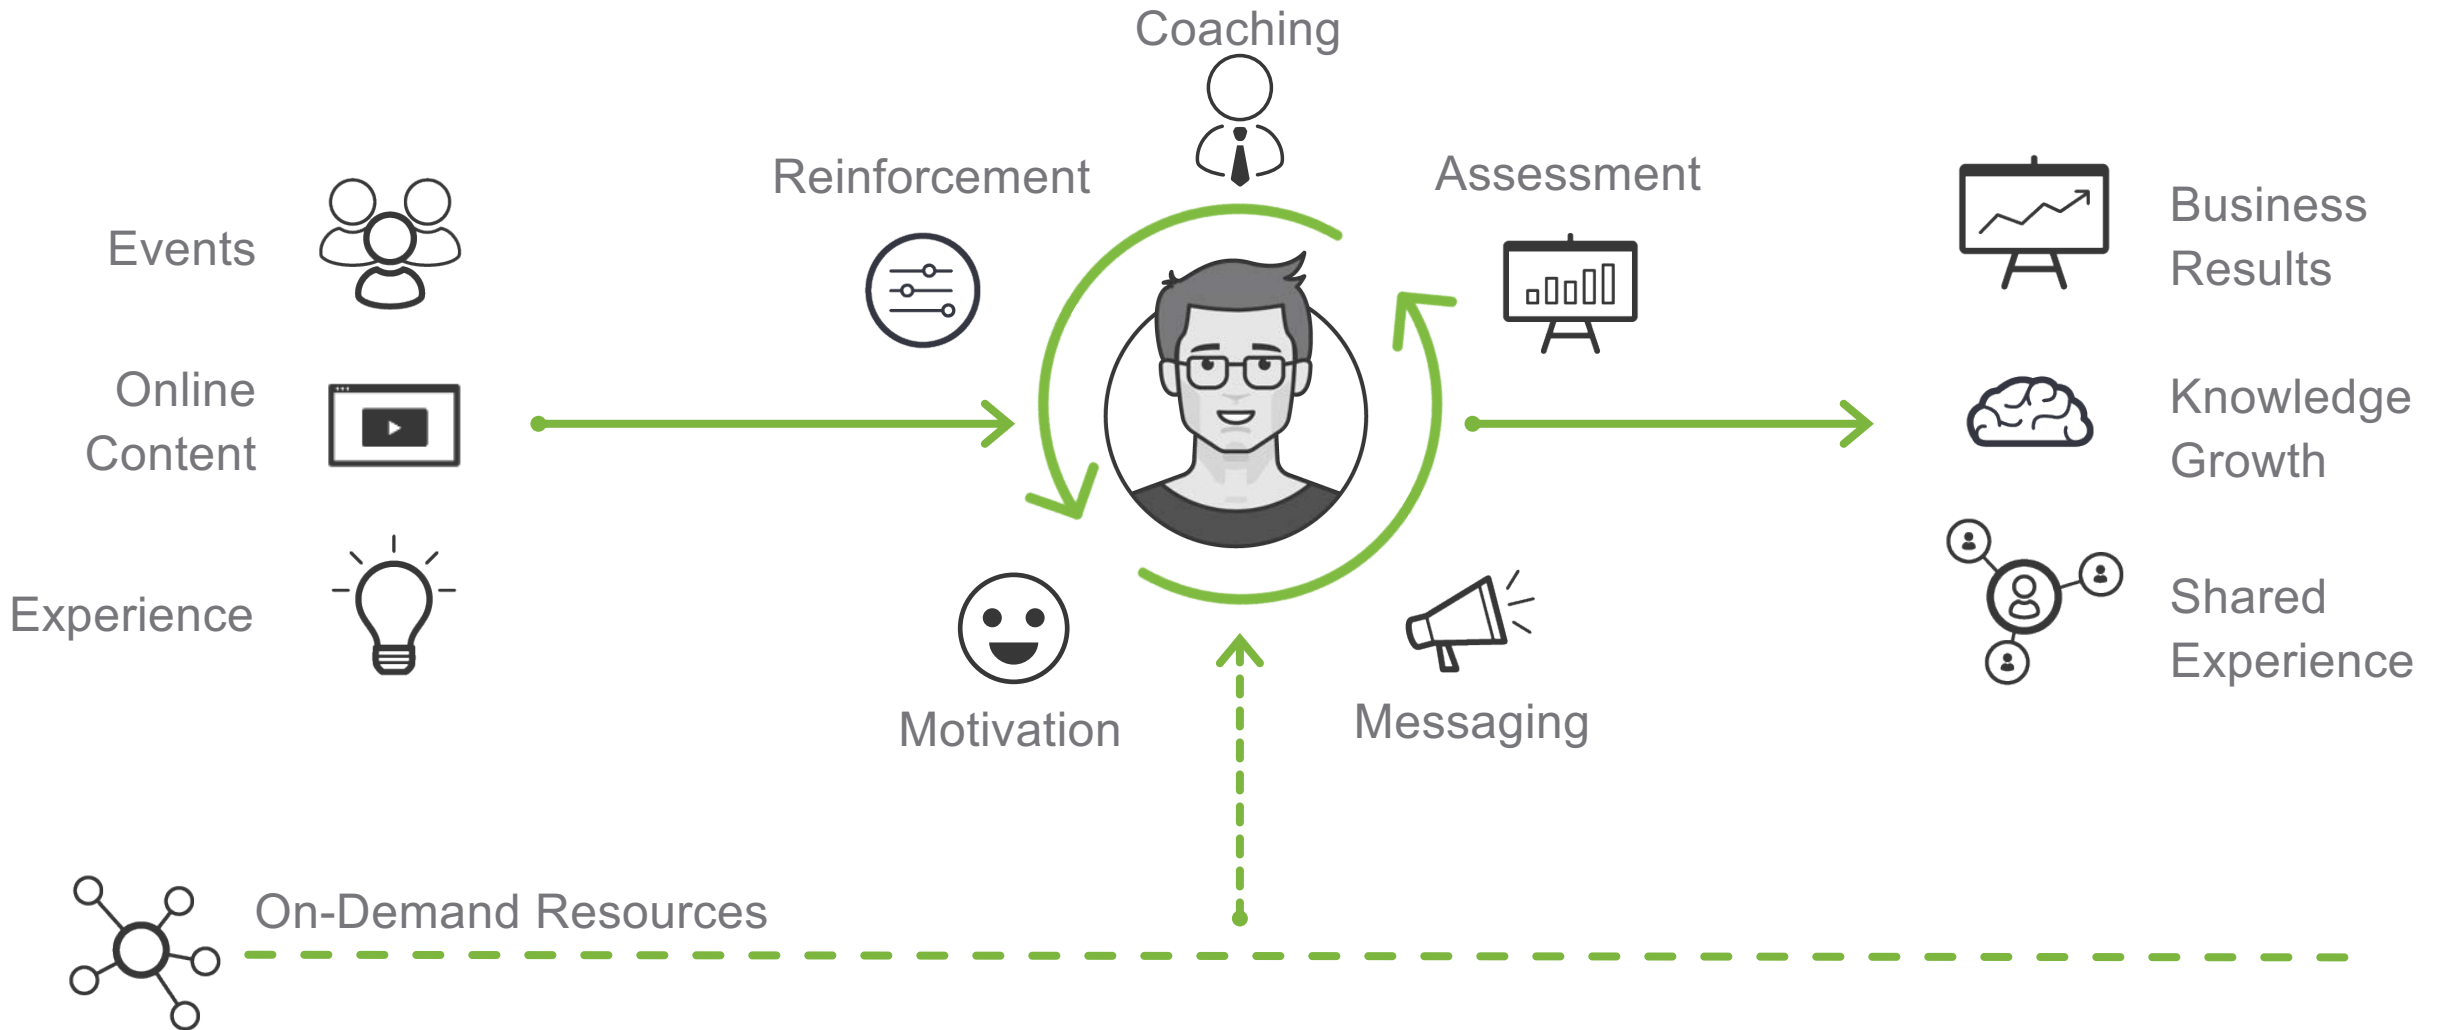 Coaching
Reinforcement
Assessment
Events
Online
Content
Experience
Business
Results
Knowledge
Growth
Shared
Experience
Motivation
Messaging
On-Demand Resources